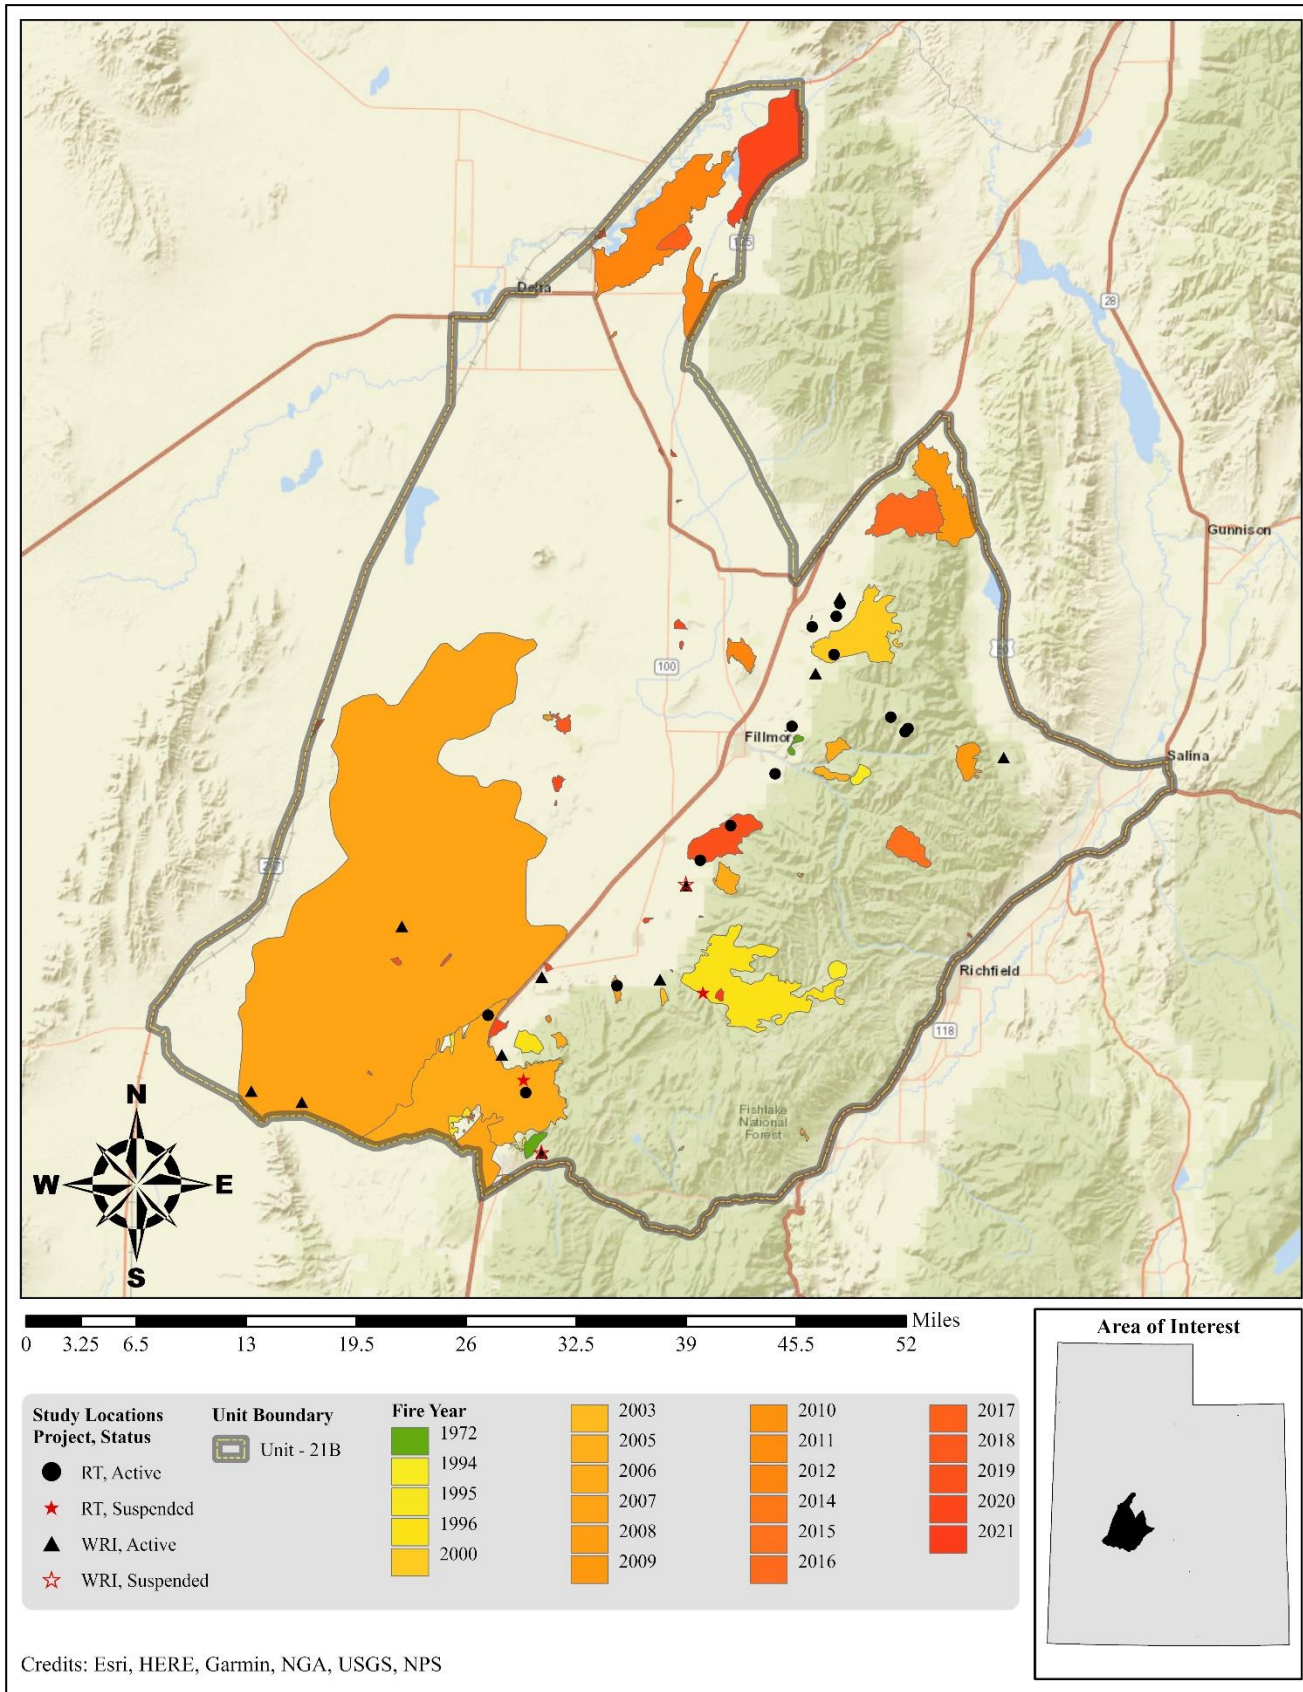 125
Delta
28
Gunnison
100
Fillmor
Salina
Richfield
118
Fishlake
National
Forest
N
W
E
S
Miles
0 3.25 6.5 13 19.5 26 32.5 39 45.5 52
Area of Interest
Study Locations
Project, Status
RT, Active
RT, Suspended
WRI, Active
WRI, Suspended
Unit Boundary
Unit - 21B
Fire Year
1972
1994
1995
1996
2000
2003
2005
2006
2007
2008
2009
2010
2011
2012
2014
2015
2016
2017
2018
2019
2020
2021
Credits: Esri, HERE, Garmin, NGA, USGS, NPS